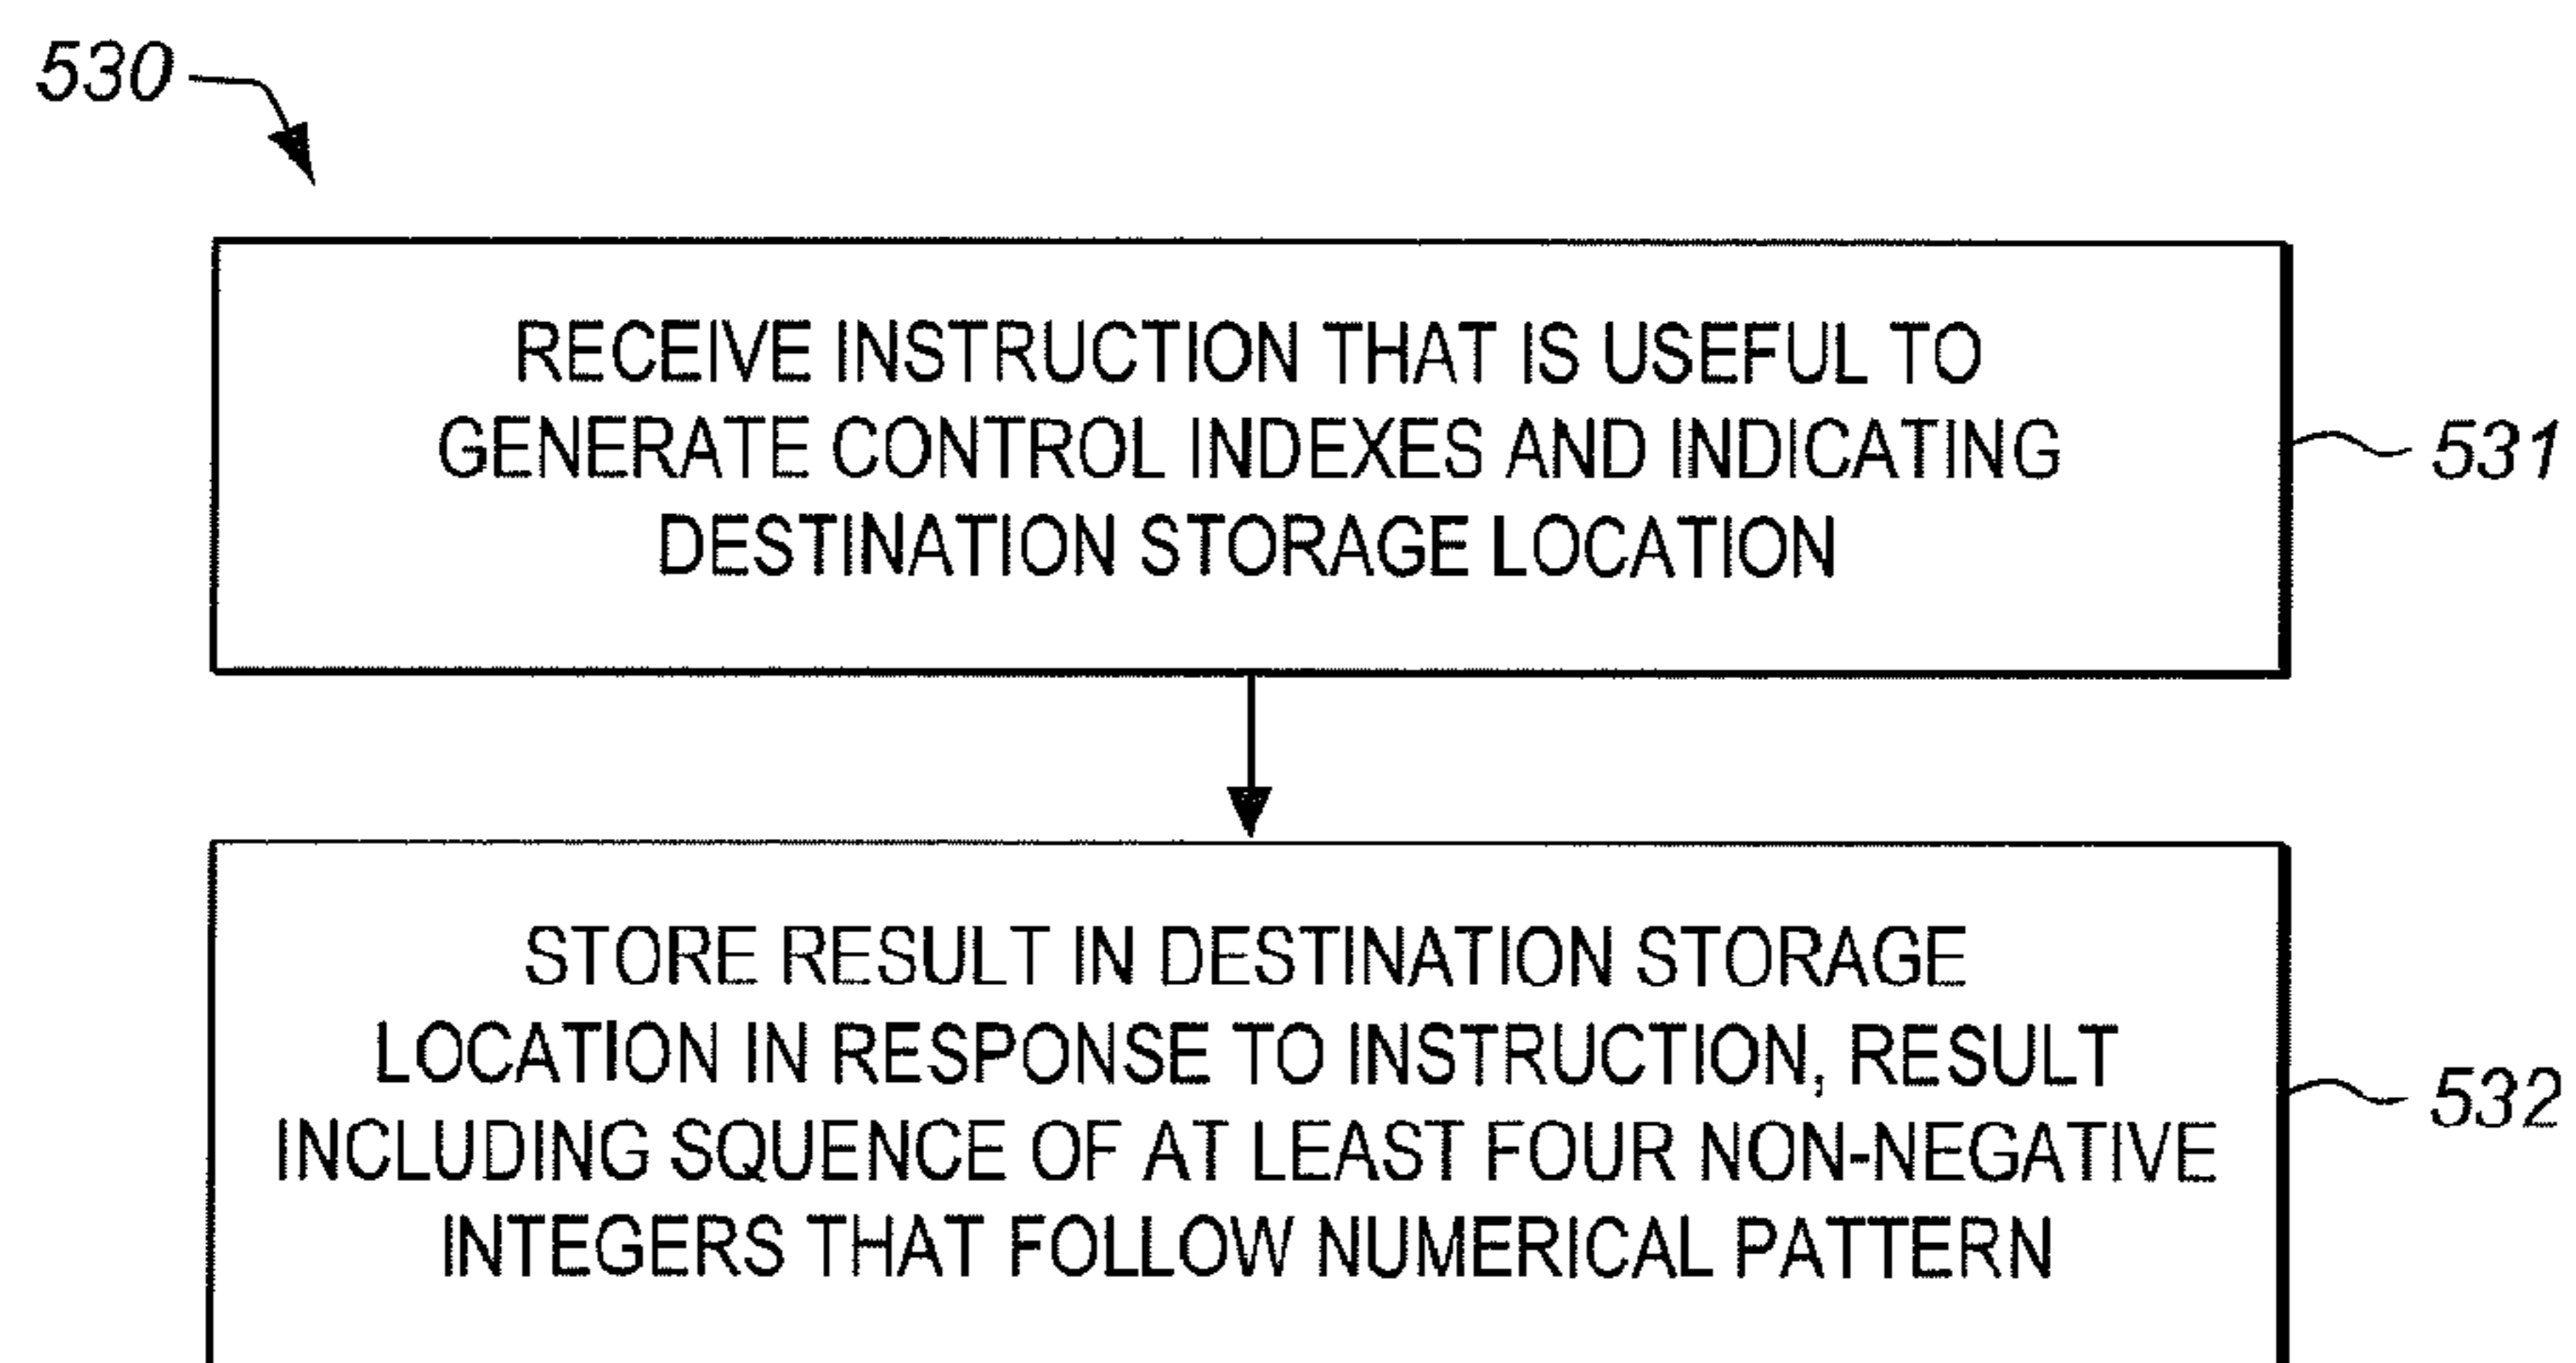 530
RECEIVE INSTRUCTION THAT IS USEFUL TO
GENERATE CONTROL INDEXES AND INDICATING
DESTINATION STORAGE LOCATION
531
STORE RESULT IN DESTINATION STORAGE
LOCATION IN RESPONSE TO INSTRUCTION, RESULT
INCLUDING SQUENCE OF AT LEAST FOUR NON-NEGATIVE
INTEGERS THAT FOLLOW NUMERICAL PATTERN
532